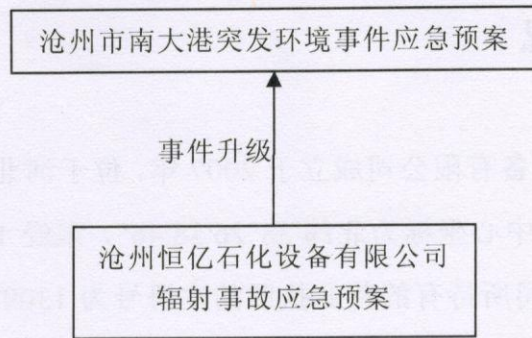 沧州市南大港突发环境事件应急预案
事件升级
沧州恒亿石化设备有限公司
辐射事故应急预案